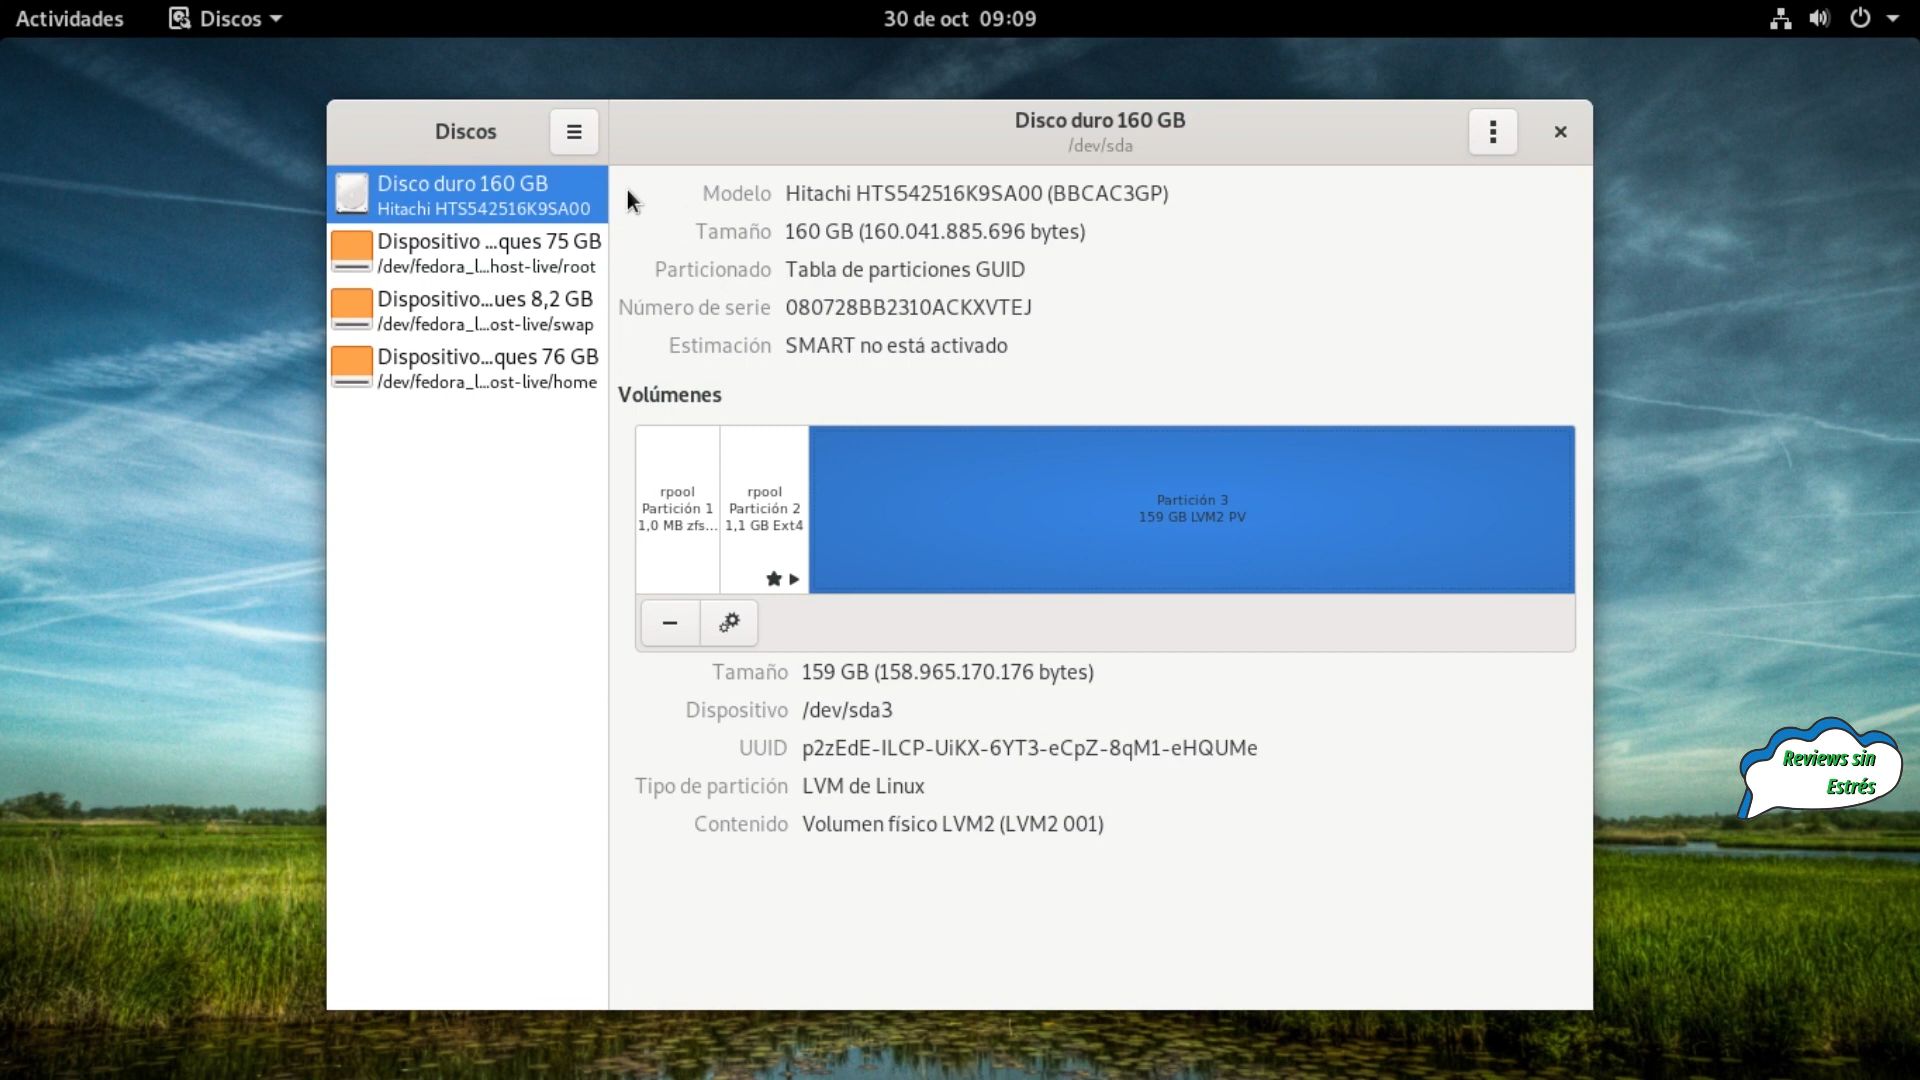 Actividades
Discos
30 de oct 09:09
Discos
Disco duro 160 GB
/dev/sda
Disco duro 160 GB
Hitachi HTS542516K9SA00
Dispositivo ...ques 75 GB
/dev/fedora_l...host-live/root
Dispositivo...ues 8,2 GB
/dev/fedora_l...ost-live/swap
Dispositivo...ques 76 GB
/dev/fedora_l...ost-live/home
Modelo Hitachi HTS542516K9SA00 (BBCAC3GP)
Tamaño 160 GB (160.041.885.696 bytes)
Particionado Tabla de particiones GUID
Número de serie 080728BB2310ACKXVTEJ
Estimación SMART no está activado
Volúmenes
rpool
Partición 1
1,0 MB zfs...
rpool
Partición 2
1,1 GB Ext4
Partición 3
159 GB LVM2 PV
Tamaño 159 GB (158.965.170.176 bytes)
Dispositivo /dev/sda3
UUID p2zEdE-ILCP-UiKX-6YT3-eCpZ-8qM1-eHQUMe
Tipo de partición LVM de Linux
Contenido Volumen físico LVM2 (LVM2 001)
Reviews sin
Estrés